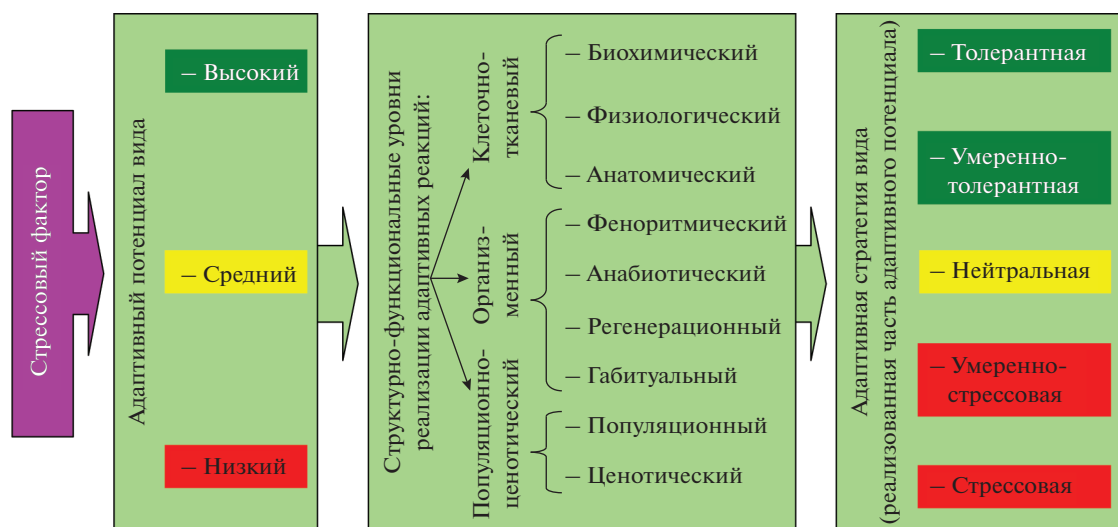 Стрессовый фактор
Адаптивный потенциал вида
– Высокий
– Средний
– Низкий
Структурно-функциональные уровни
реализации адаптивных реакций:
Клеточно-
тканевый
– Биохимический
– Физиологический
– Анатомический
Организ-
менный
– Феноритмический
– Анабиотический
– Регенерационный
– Габитуальный
Популяционно-
ценотический
– Популяционный
– Ценотический
Адаптивная стратегия вида
(реализованная часть адаптивного потенциала)
– Толерантная
– Умеренно-
толерантная
– Нейтральная
– Умеренно-
стрессовая
– Стрессовая